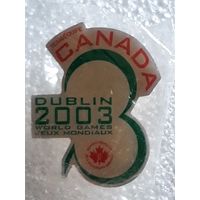 CANADA
DUBLIN
2003
WORLD GAMES
JEUX MONDIAUX